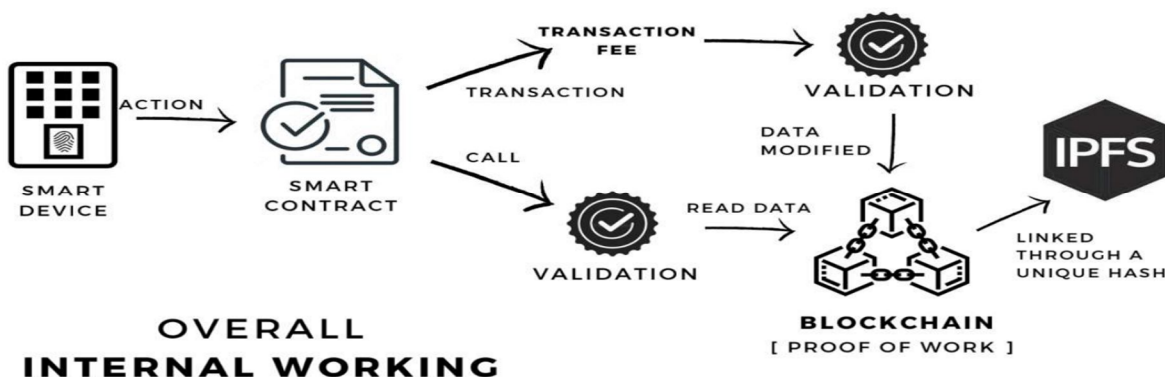 SMART
DEVICE
ACTION
SMART
CONTRACT
TRANSACTION
TRANSACTION
FEE
VALIDATION
CALL
VALIDATION
READ DATA
DATA
MODIFIED
BLOCKCHAIN
[ PROOF OF WORK ]
LINKED
THROUGH A
UNIQUE HASH
IPFS
OVERALL
INTERNAL WORKING